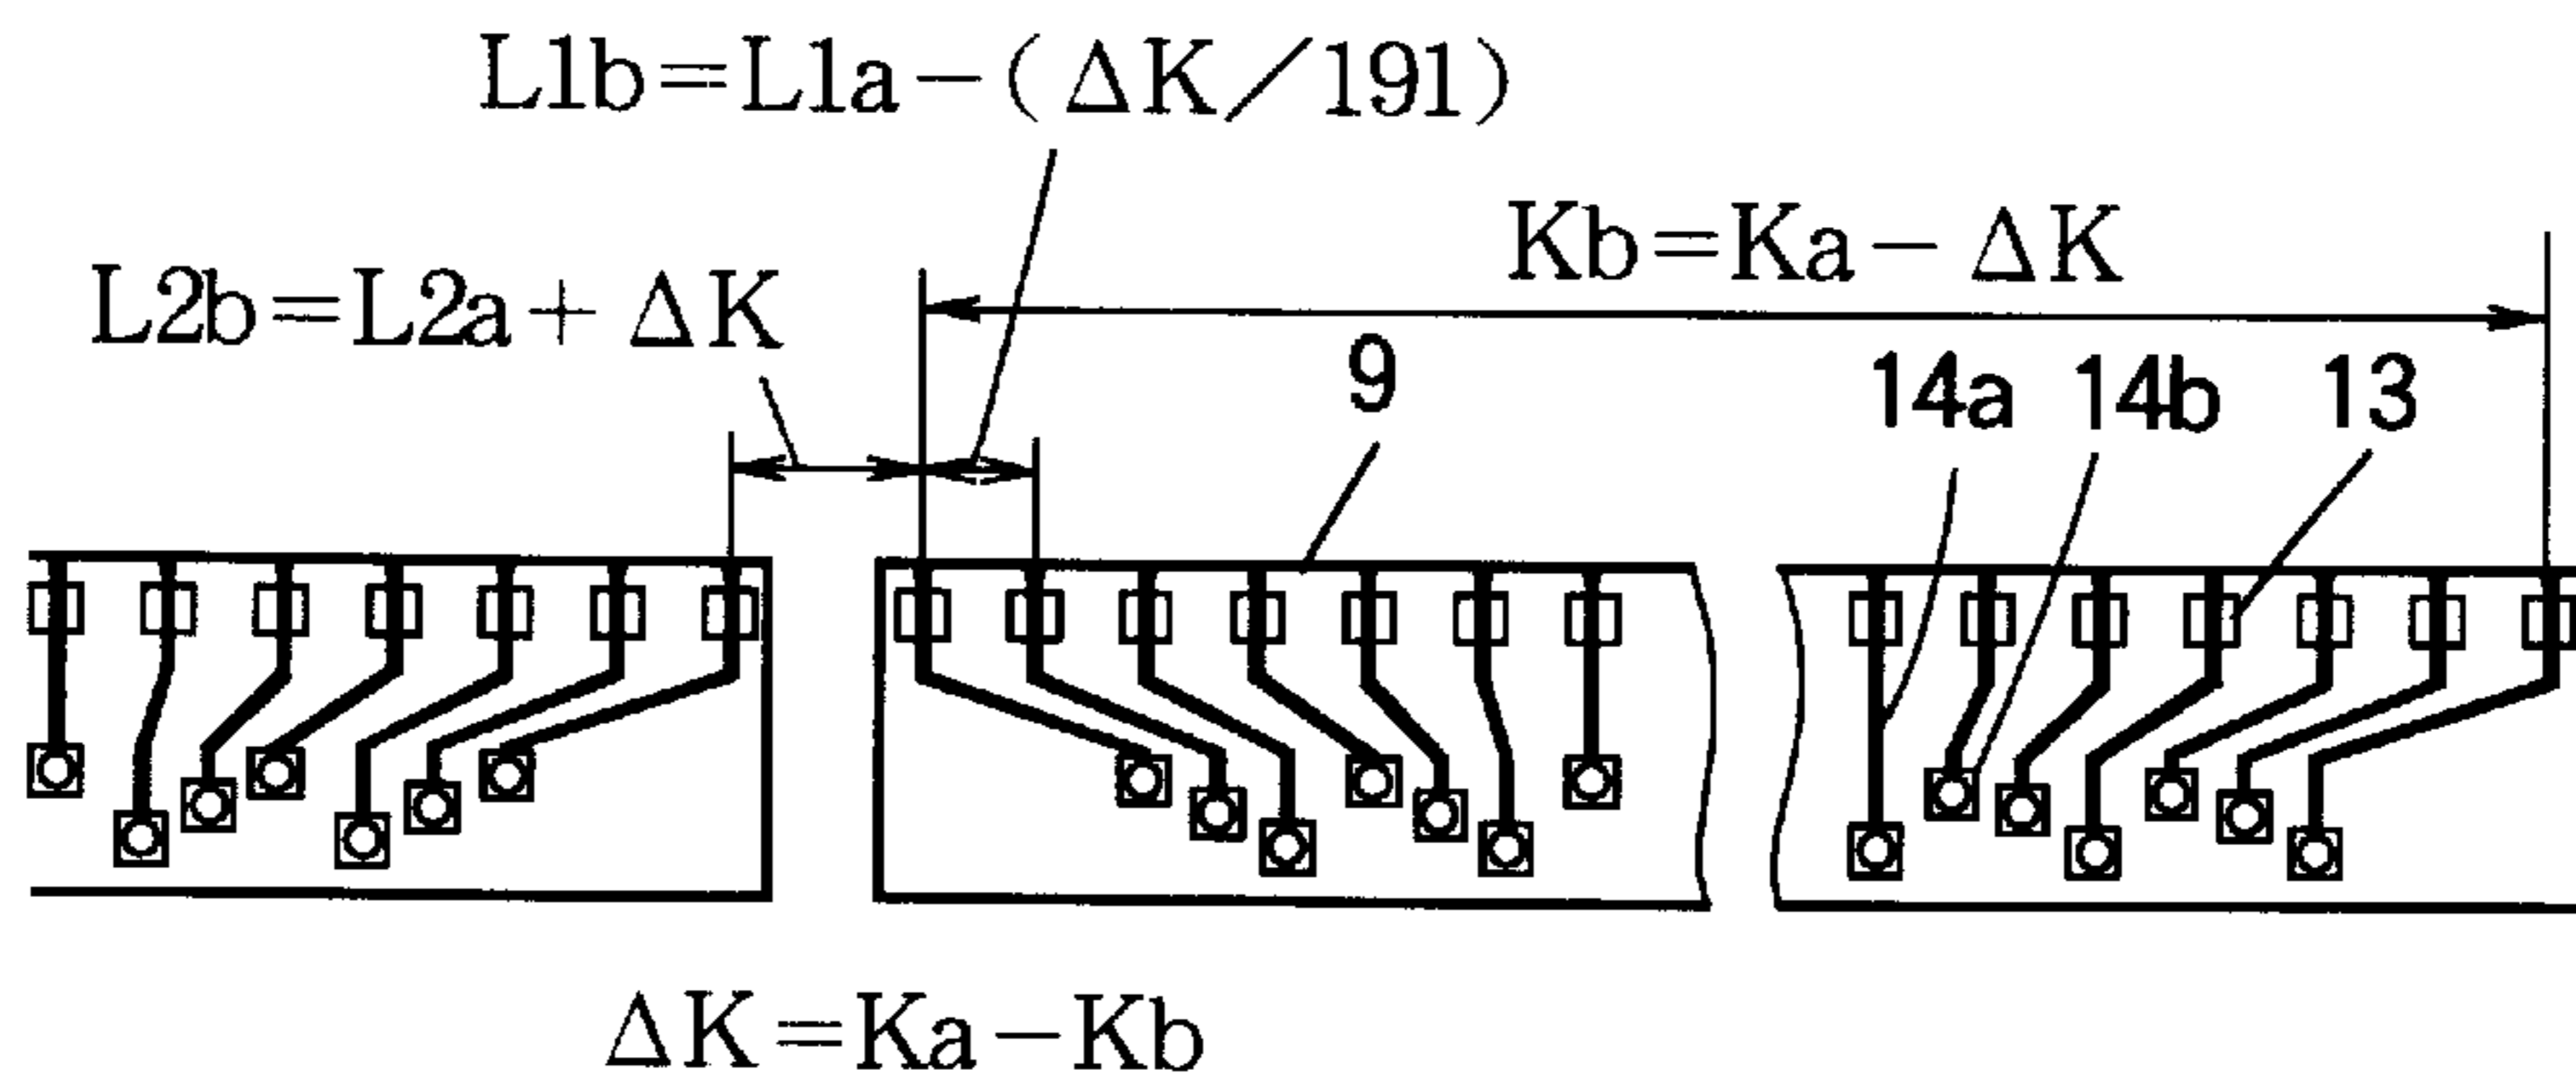 L1b=L1a-(ΔK/191)
Kb=Ka-ΔK
L2b=L2a+ΔK
9
14a 14b 13
ΔK=Ka-Kb